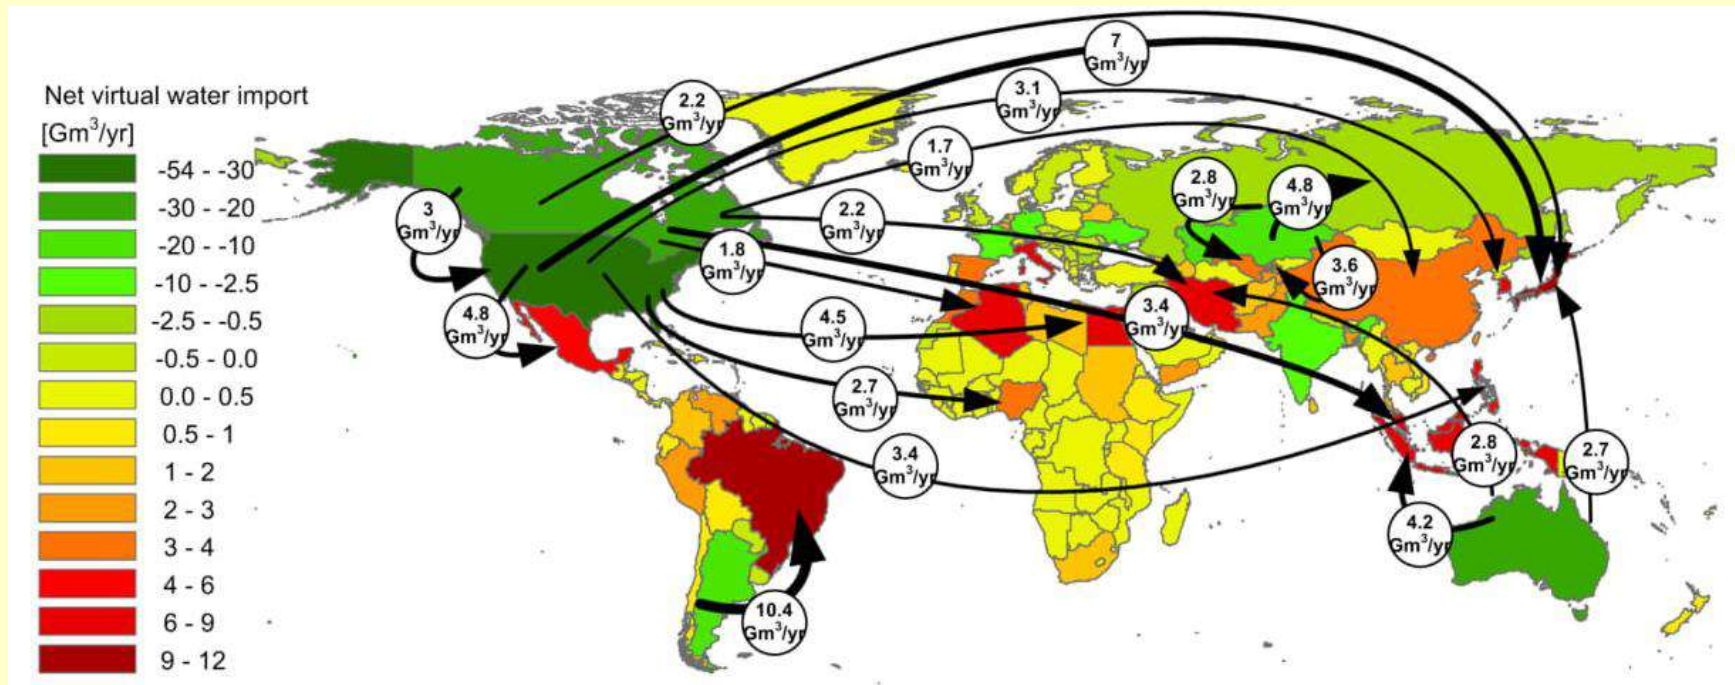 Net virtual water import
[Gm³/yr]
-54 - -30
-30 - -20
-20 - -10
-10 - -2.5
-2.5 - -0.5
-0.5 - 0.0
0.0 - 0.5
0.5 - 1
1 - 2
2 - 3
3 - 4
4 - 6
6 - 9
9 - 12
7
Gm³/yr
2.2
Gm³/yr
3.1
Gm³/yr
1.7
Gm³/yr
2.8
Gm³/yr
4.8
Gm³/yr
3
Gm³/yr
2.2
Gm³/yr
1.8
Gm³/yr
3.6
Gm³/yr
4.8
Gm³/yr
4.5
Gm³/yr
3.4
Gm³/yr
2.7
Gm³/yr
3.4
Gm³/yr
2.8
Gm³/yr
2.7
Gm³/yr
4.2
Gm³/yr
10.4
Gm³/yr